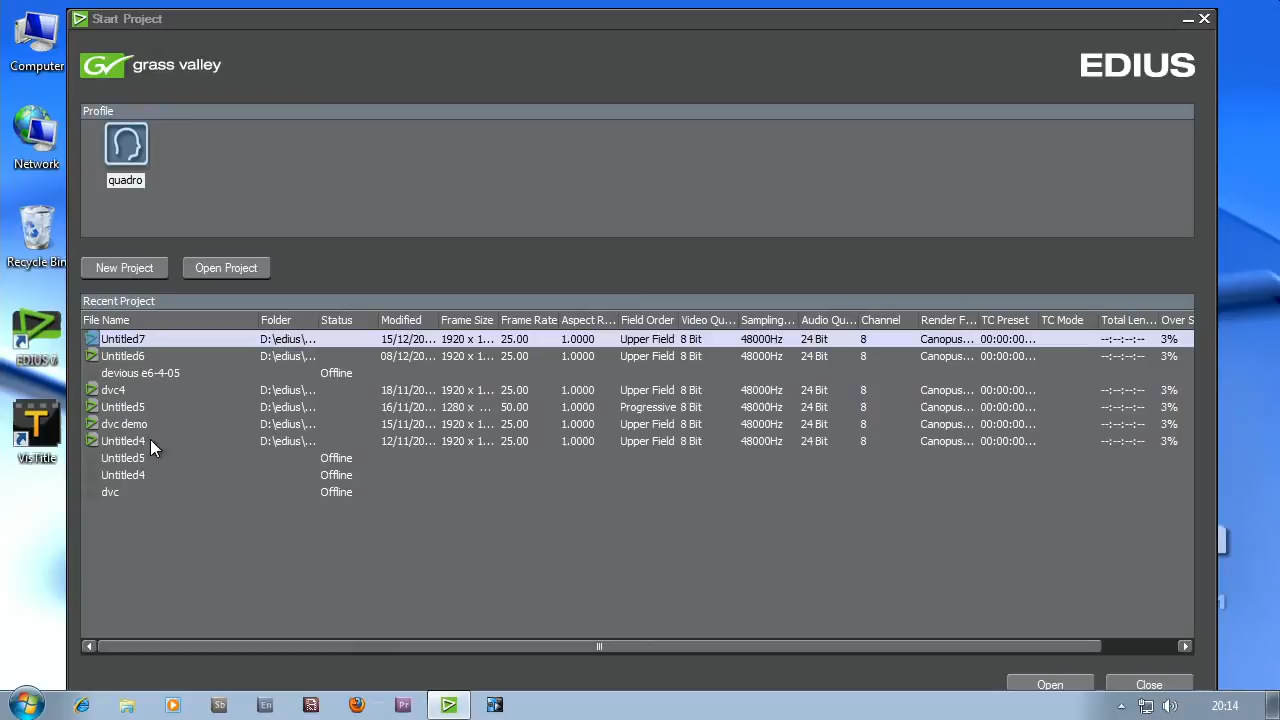 Start Project
Computer
grass valley
EDIUS
Profile
quadro
Network
Recycle Bin
New Project Open Project
Recent Project
File Name Folder Status Modified Frame Size Frame Rate Aspect R... Field Order Video Qu... Sampling,... Audio Qu... Channel Render F... TC Preset TC Mode Total Len... Over S
Untitled7 D:\edius\... 15/12/20... 1920 x 1... 25.00 1.0000 Upper Field 8 Bit 48000Hz 24 Bit 8 Canopus... 00:00:00... --:--:--:-- 3%
Untitled6 D:\edius\... 08/12/20... 1920 x 1... 25.00 1.0000 Upper Field 8 Bit 48000Hz 24 Bit 8 Canopus... 00:00:00... --:--:--:-- 3%
devious e6-4-05 Offline
dvc4 D:\edius\... 18/11/20... 1920 x 1... 25.00 1.0000 Upper Field 8 Bit 48000Hz 24 Bit 8 Canopus... 00:00:00... --:--:--:-- 3%
Untitled5 D:\edius\... 16/11/20... 1280 x ... 50.00 1.0000 Progressive 8 Bit 48000Hz 24 Bit 8 Canopus... 00:00:00... --:--:--:-- 3%
dvc demo D:\edius\... 15/11/20... 1920 x 1... 25.00 1.0000 Upper Field 8 Bit 48000Hz 24 Bit 8 Canopus... 00:00:00... --:--:--:-- 3%
Untitled4 D:\edius\... 12/11/20... 1920 x 1... 25.00 1.0000 Upper Field 8 Bit 48000Hz 24 Bit 8 Canopus... 00:00:00... --:--:--:-- 3%
Untitled5 Offline
Untitled4 Offline
dvc Offline
EDIUS 6
T
VisTitle
Open Close
Sb En Pr 20:14